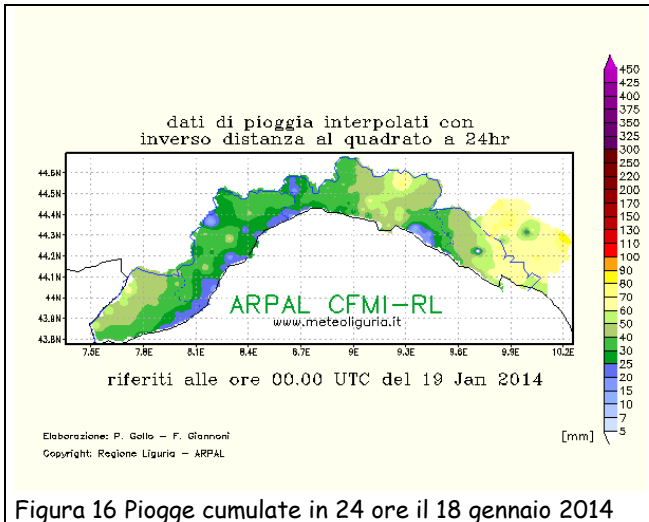 dati di pioggia interpolati con
inverso distanza al quadrato a 24hr
44.6N
44.5N
44.4N
44.3N
44.2N
44.1N
44N
43.9N
43.8N
7.5E 7.8E 8.1E 8.4E 8.7E 9E 9.3E 9.6E 9.9E 10.2E
ARPAL CFMI-RL
www.meteoliguria.it
riferiti alle ore 00.00 UTC del 19 Jan 2014
450
425
400
375
350
325
300
250
220
200
170
150
130
110
100
90
80
70
60
50
40
30
25
20
15
10
7
5
[mm]
Elaborazione: P. Gollo - F. Giannoni
Copyright: Regione Liguria - ARPAL
Figura 16 Piogge cumulate in 24 ore il 18 gennaio 2014